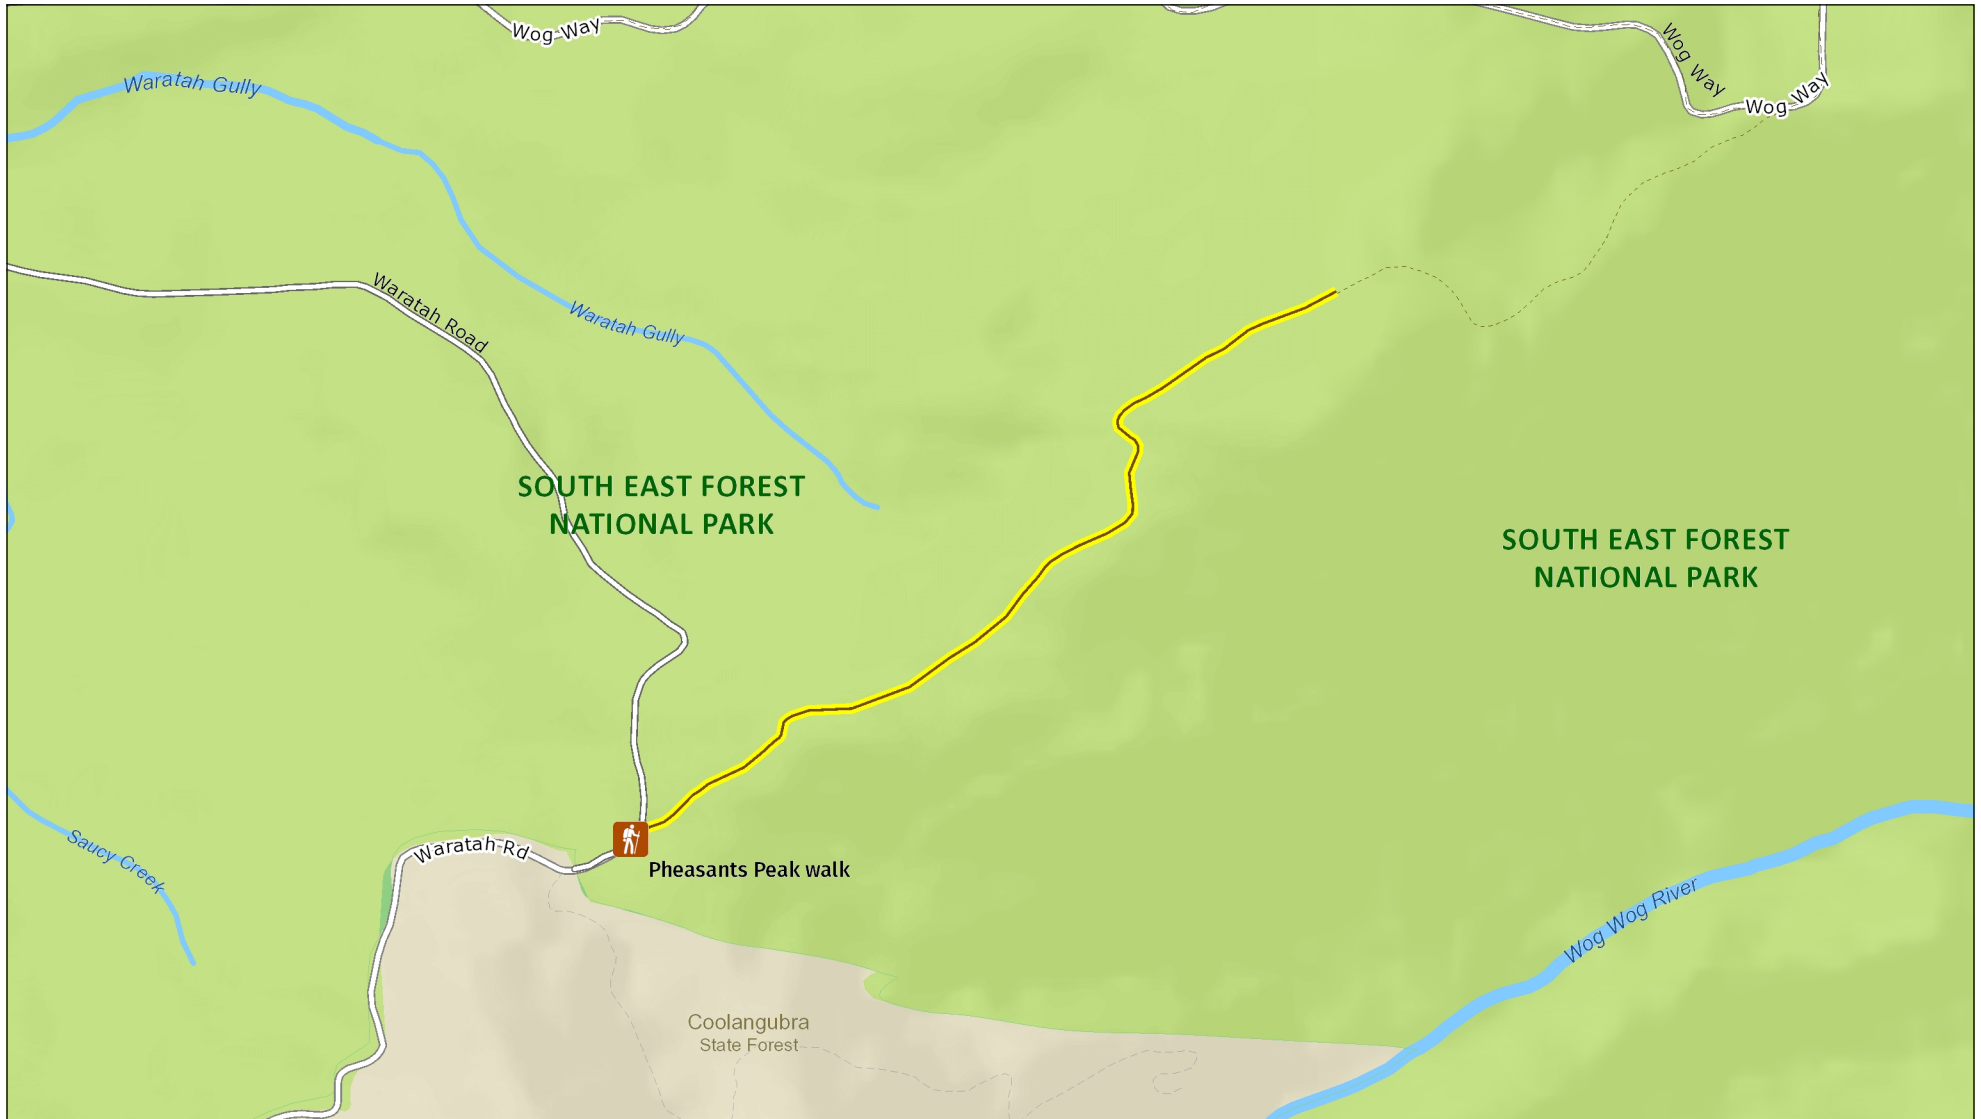 Wog Way
Wog Way
Wog Way
Waratah Gully
Waratah Road
Waratah Gully
SOUTH EAST FOREST
NATIONAL PARK
SOUTH EAST FOREST
NATIONAL PARK
Saucy Creek
Waratah Rd
Pheasants Peak walk
Wog Wog River
Coolangubra
State Forest